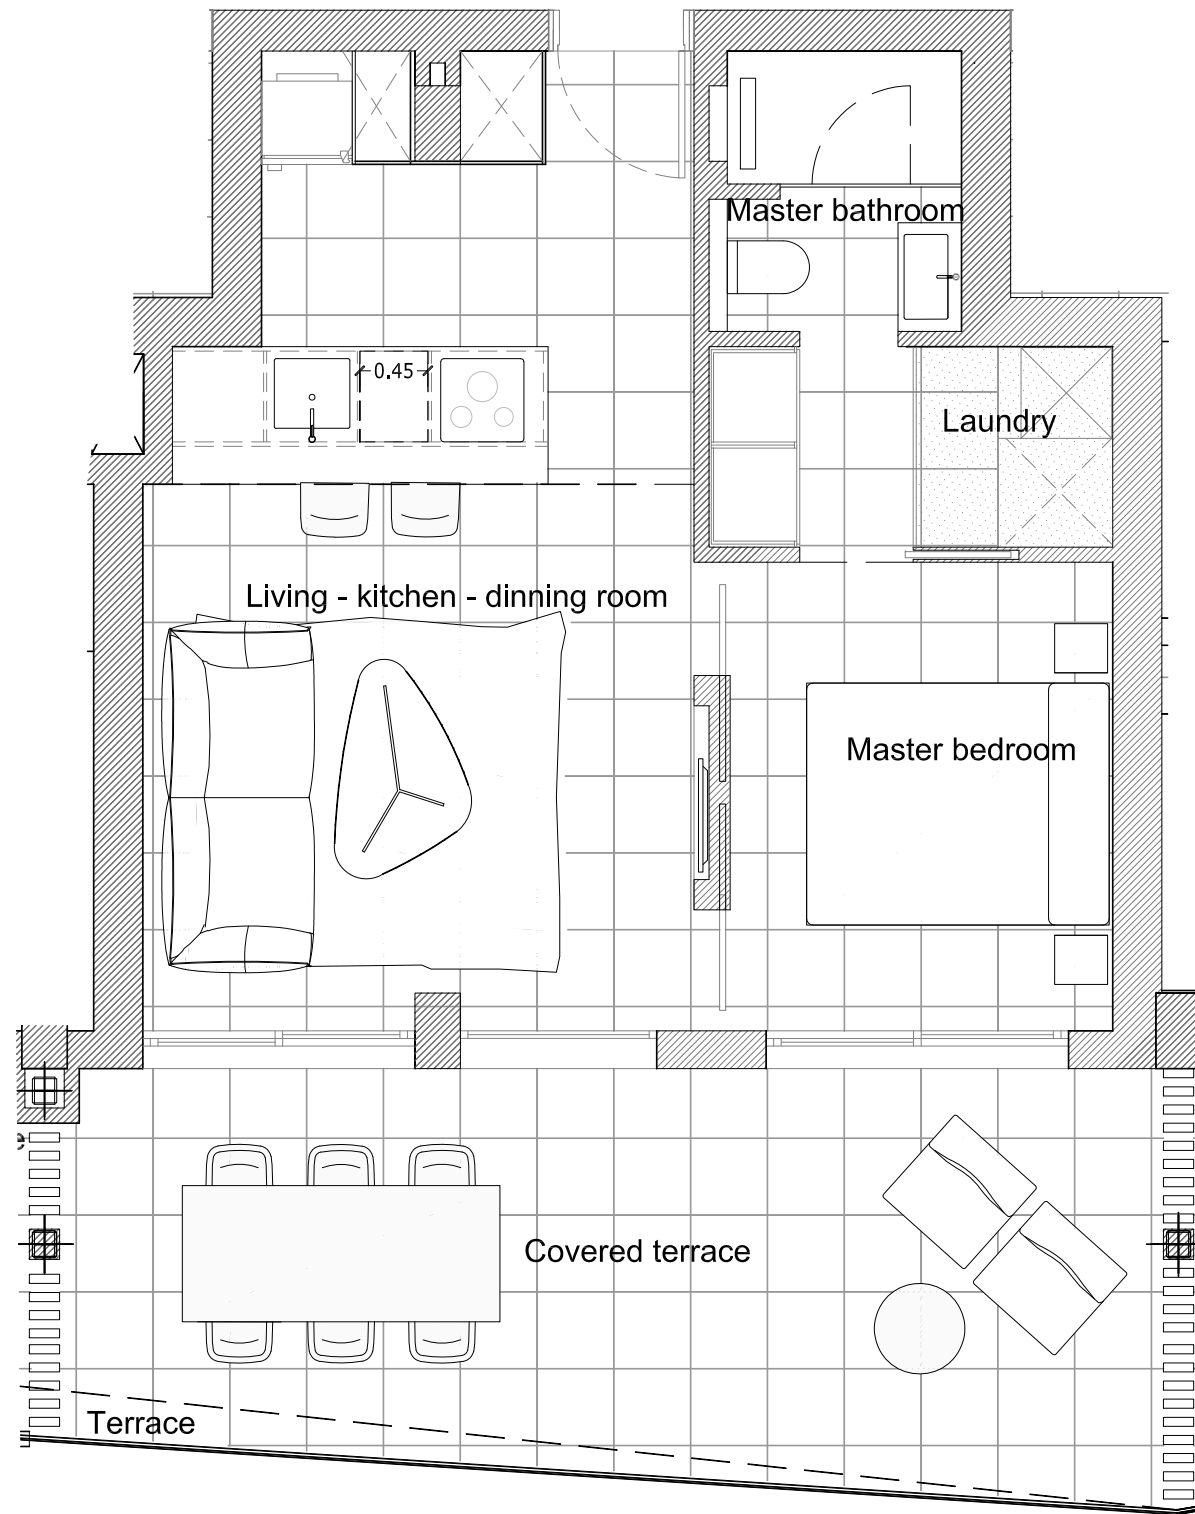 Master bathroom
0.45
Laundry
Living - kitchen - dinning room
Master bedroom
Covered terrace
Terrace